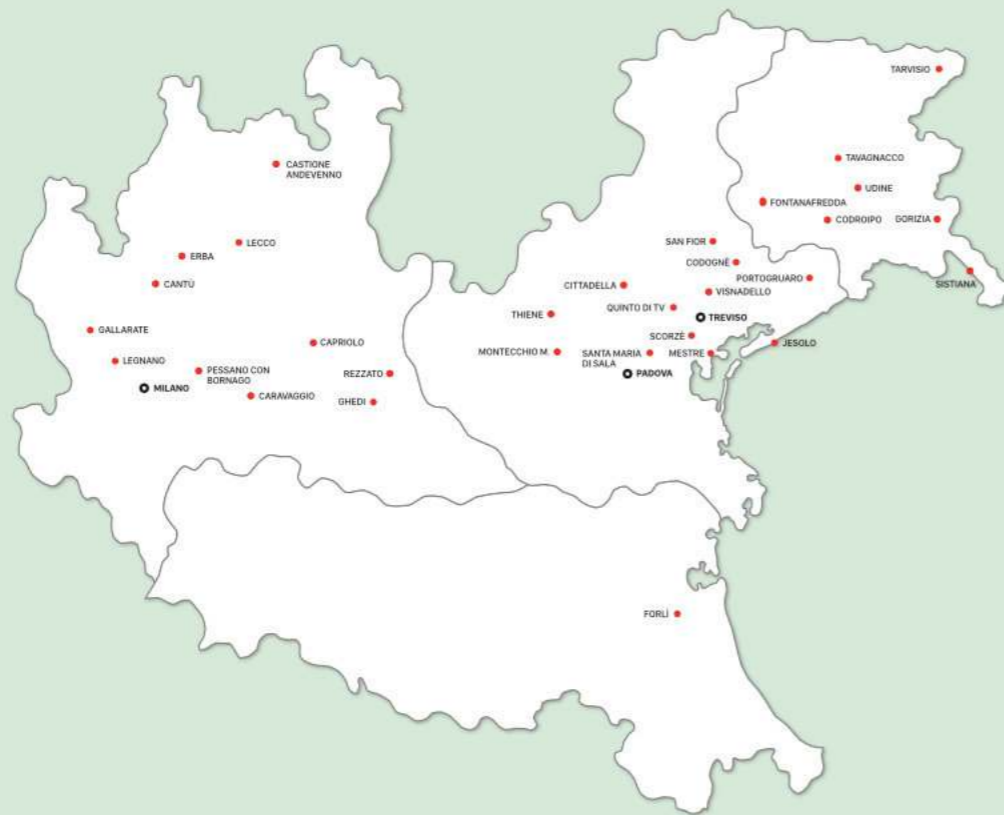 TARVISIO
TAVAGNACCO
CASTIONE
ANDEVENNO
UDINE
FONTANAFREDDA
CODROIPO
GORIZIA
LECCO
SAN FIOR
ERBA
CODOGNÈ
SISTIANA
PORTOGRUARO
CANTÙ
CITTADELLA
VISNADELLO
QUINTO DI TV
THIENE
TREVISO
GALLARATE
SCORZÈ
CAPRIOLO
JESOLO
MONTECCHIO M.
SANTA MARIA
DI SALA
MESTRE
LEGNANO
PESSANO CON
BORNAGO
REZZATO
PADOVA
MILANO
CARAVAGGIO
GHEDI
FORLÌ